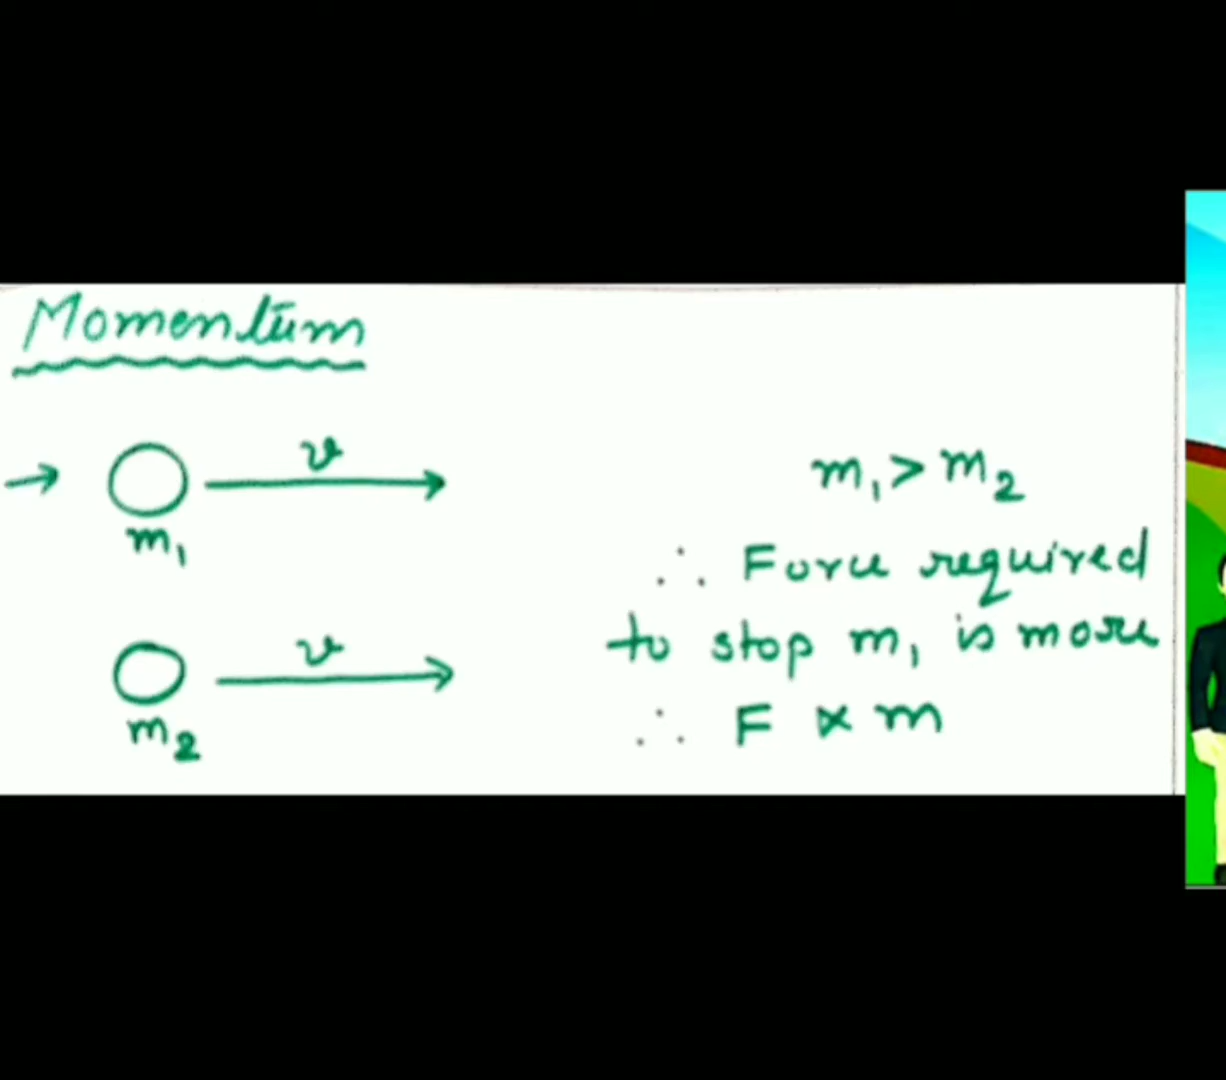 Momentum
→ v
m₁
v
m₂
m₁ > m₂
∴ Force required
to stop m₁ is more
∴ F ∝ m